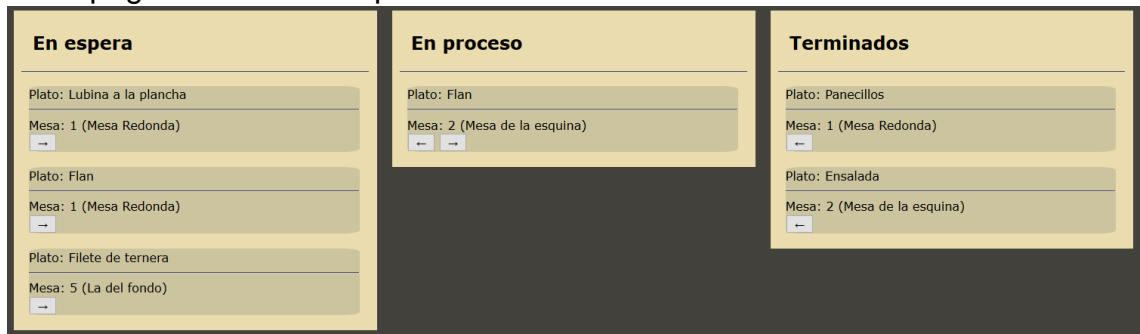 En espera
Plato: Lubina a la plancha
Mesa: 1 (Mesa Redonda)
→
Plato: Flan
Mesa: 1 (Mesa Redonda)
→
Plato: Filete de ternera
Mesa: 5 (La del fondo)
→
En proceso
Plato: Flan
Mesa: 2 (Mesa de la esquina)
← →
Terminados
Plato: Panecillos
Mesa: 1 (Mesa Redonda)
←
Plato: Ensalada
Mesa: 2 (Mesa de la esquina)
←